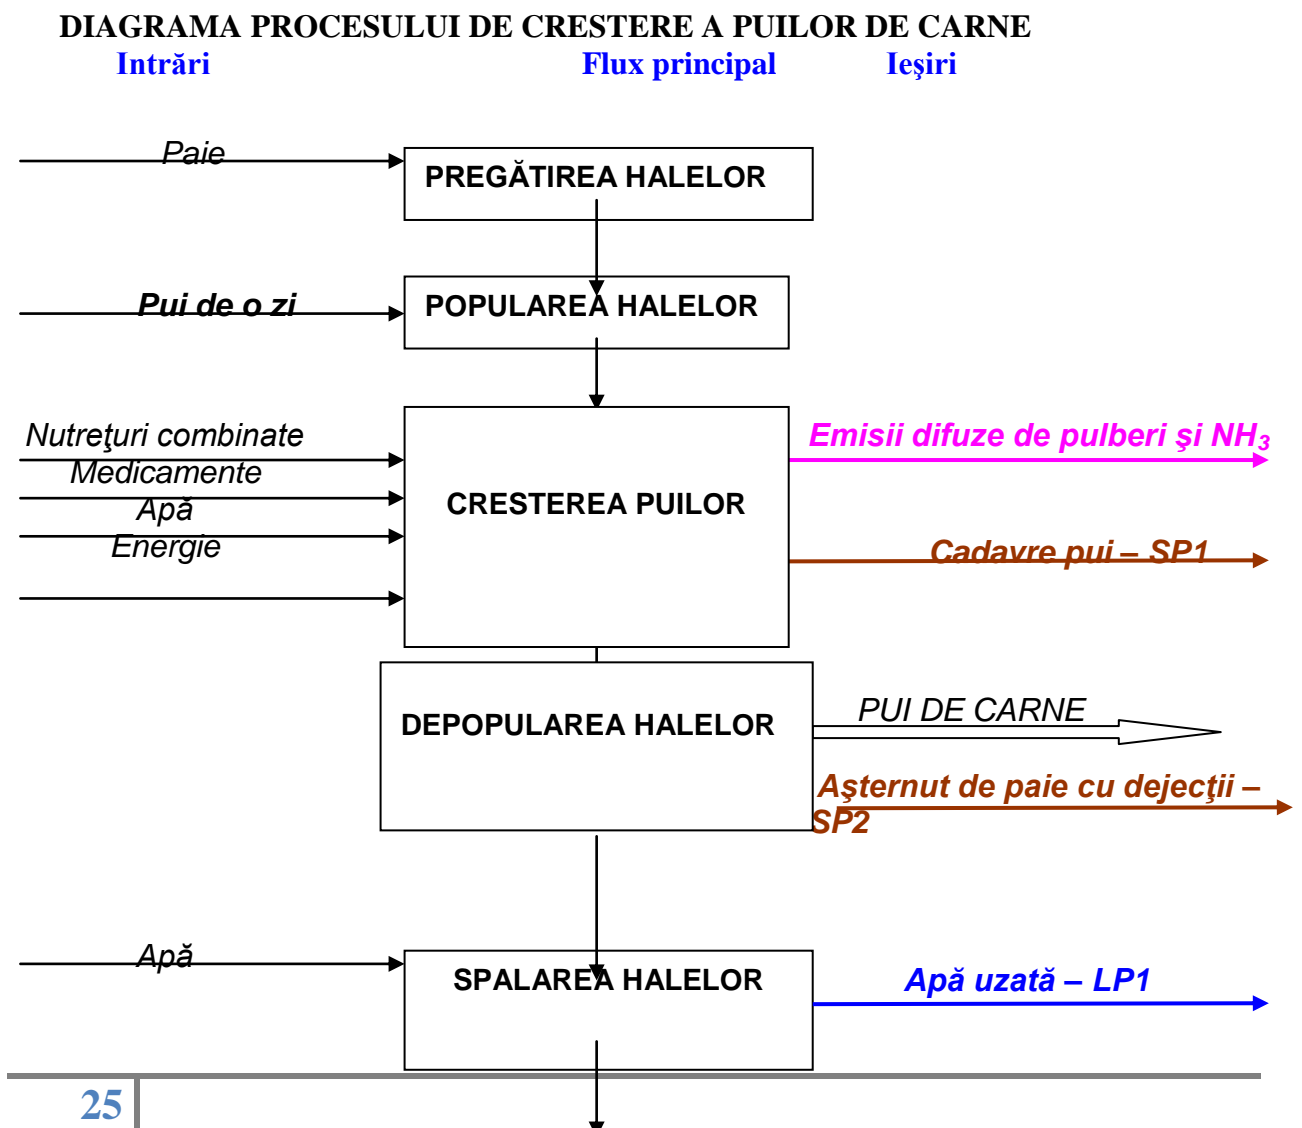 DIAGRAMA PROCESULUI DE CRESTERE A PUILOR DE CARNE
Intrări Flux principal Ieşiri
Paie
PREGĂTIREA HALELOR
Pui de o zi
POPULAREA HALELOR
Nutreţuri combinate
Medicamente
Apă
Energie
CRESTEREA PUILOR
Emisii difuze de pulberi şi NH3
Cadavre pui – SP1
DEPOPULAREA HALELOR
PUI DE CARNE
Aşternut de paie cu dejecţii –
SP2
Apă
SPALAREA HALELOR
Apă uzată – LP1
25